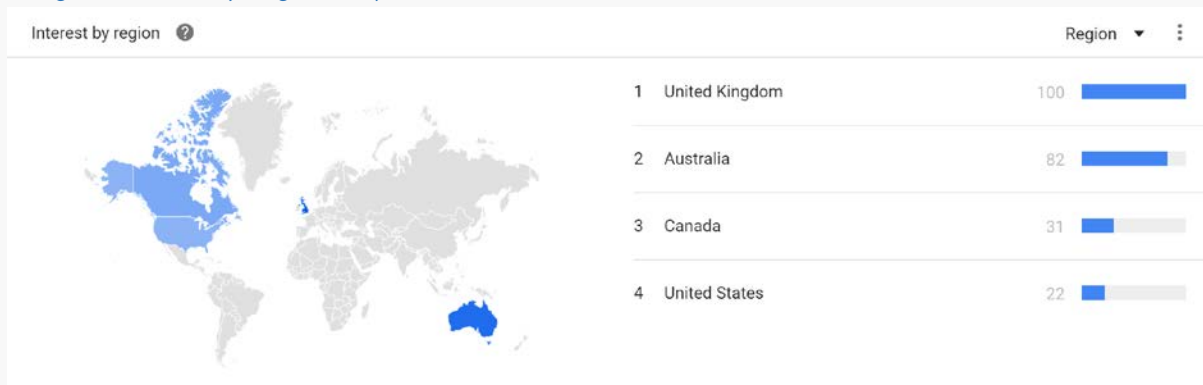 Interest by region
Region
1 United Kingdom 100
2 Australia 82
3 Canada 31
4 United States 22